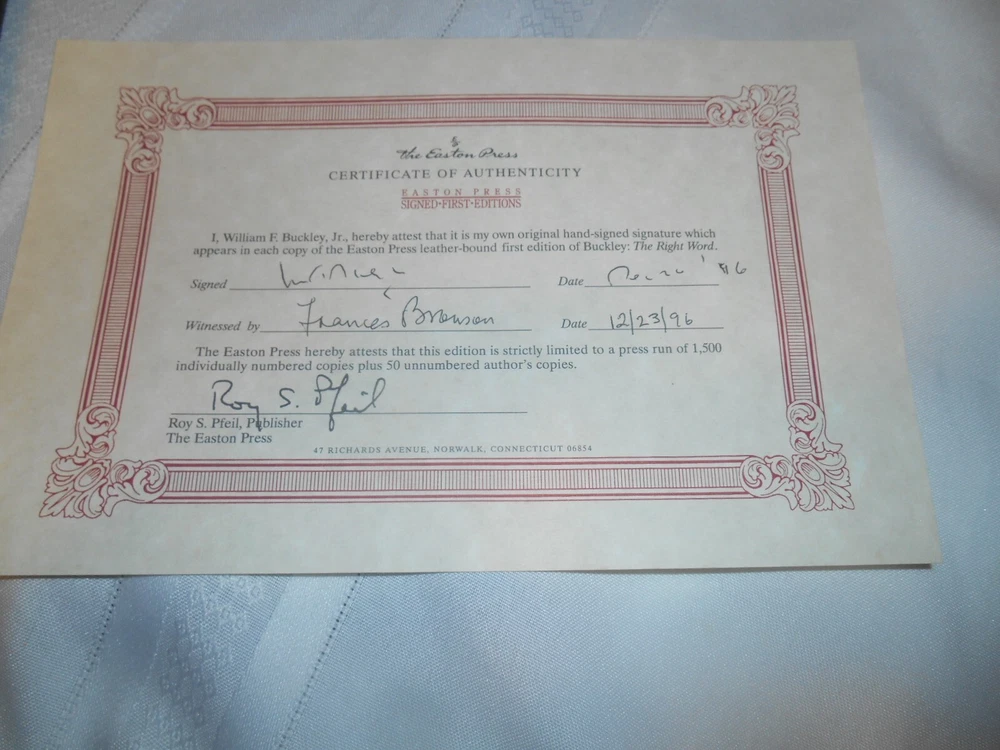 The Easton Press
CERTIFICATE OF AUTHENTICITY
EASTON PRESS
SIGNED·FIRST·EDITIONS
I, William F. Buckley, Jr., hereby attest that it is my own original hand-signed signature which
appears in each copy of the Easton Press leather-bound first edition of Buckley: The Right Word.
Signed Date '96
Witnessed by Frances Bronson Date 12/23/96
The Easton Press hereby attests that this edition is strictly limited to a press run of 1,500
individually numbered copies plus 50 unnumbered author's copies.
Roy S. Pfeil
Roy S. Pfeil, Publisher
The Easton Press
47 RICHARDS AVENUE, NORWALK, CONNECTICUT 06854